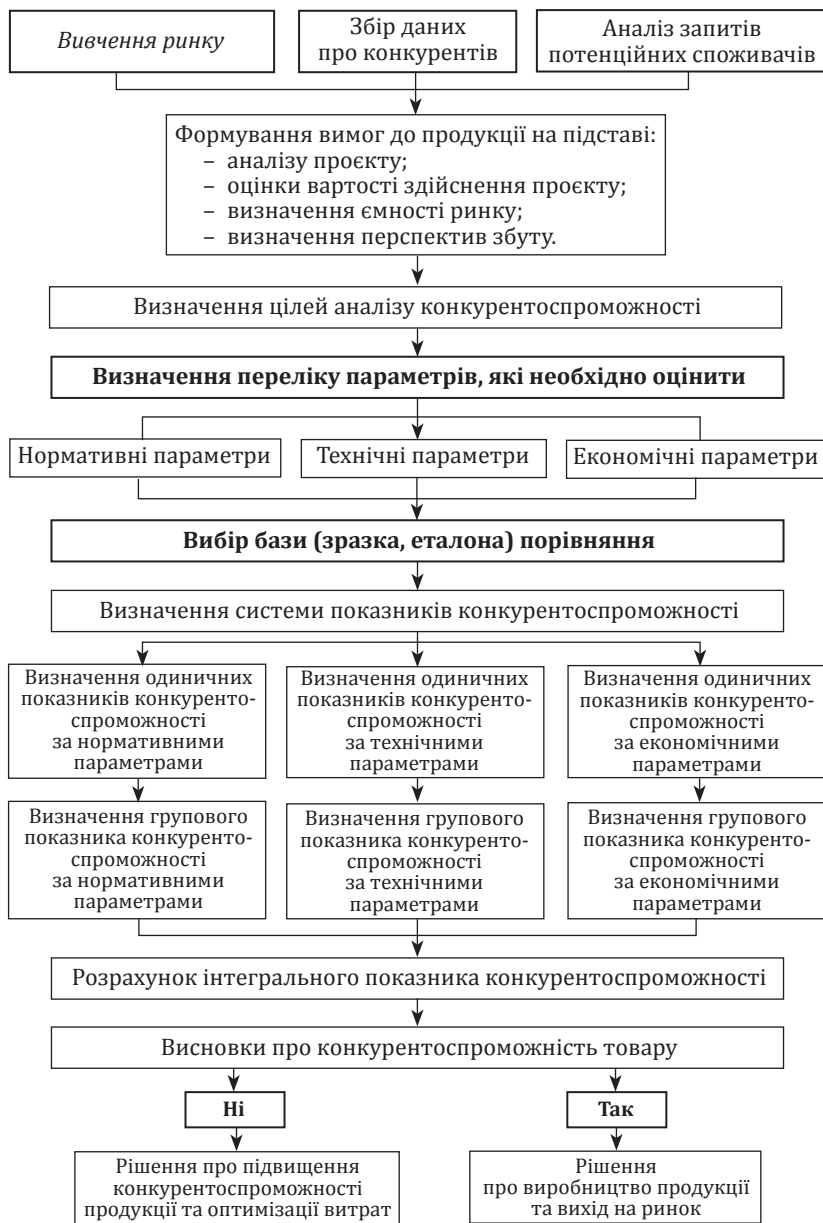 Вивчення ринку
Збір даних
про конкурентів
Аналіз запитів
потенційних споживачів
Формування вимог до продукції на підставі:
– аналізу проєкту;
– оцінки вартості здійснення проєкту;
– визначення ємності ринку;
– визначення перспектив збуту.
Визначення цілей аналізу конкурентоспроможності
Визначення переліку параметрів, які необхідно оцінити
Нормативні параметри
Технічні параметри
Економічні параметри
Вибір бази (зразка, еталона) порівняння
Визначення системи показників конкурентоспроможності
Визначення одиничних
показників конкуренто-
спроможності
за нормативними
параметрами
Визначення одиничних
показників конкуренто-
спроможності
за технічними
параметрами
Визначення одиничних
показників конкуренто-
спроможності
за економічними
параметрами
Визначення групового
показника конкуренто-
спроможності
за нормативними
параметрами
Визначення групового
показника конкуренто-
спроможності
за технічними
параметрами
Визначення групового
показника конкуренто-
спроможності
за економічними
параметрами
Розрахунок інтегрального показника конкурентоспроможності
Висновки про конкурентоспроможність товару
Ні
Так
Рішення про підвищення
конкурентоспроможності
продукції та оптимізації витрат
Рішення
про виробництво продукції
та вихід на ринок